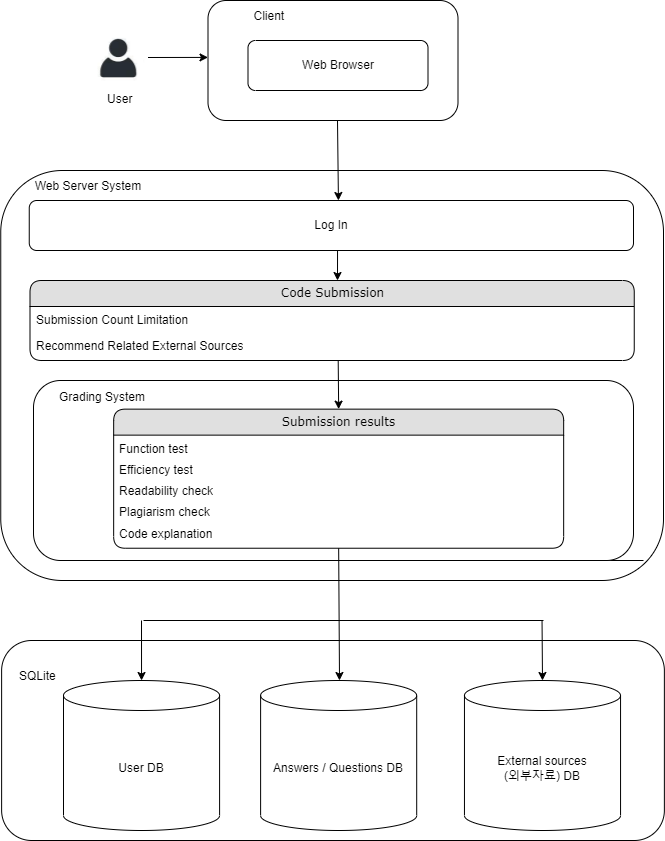 Client
Web Browser
User
Web Server System
Log In
Code Submission
Submission Count Limitation
Recommend Related External Sources
Grading System
Submission results
Function test
Efficiency test
Readability check
Plagiarism check
Code explanation
SQLite
User DB
Answers / Questions DB
External sources
(외부자료) DB